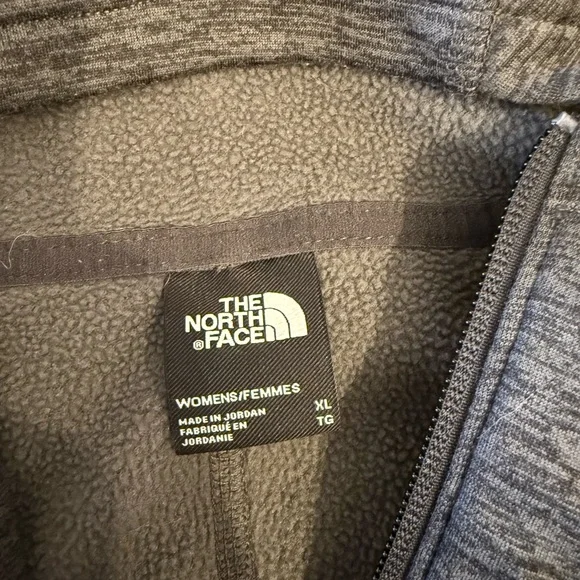 THE
NORTH
® FACE
WOMENS/FEMMES
MADE IN JORDAN
FABRIQUÉ EN
JORDANIE
XL
TG